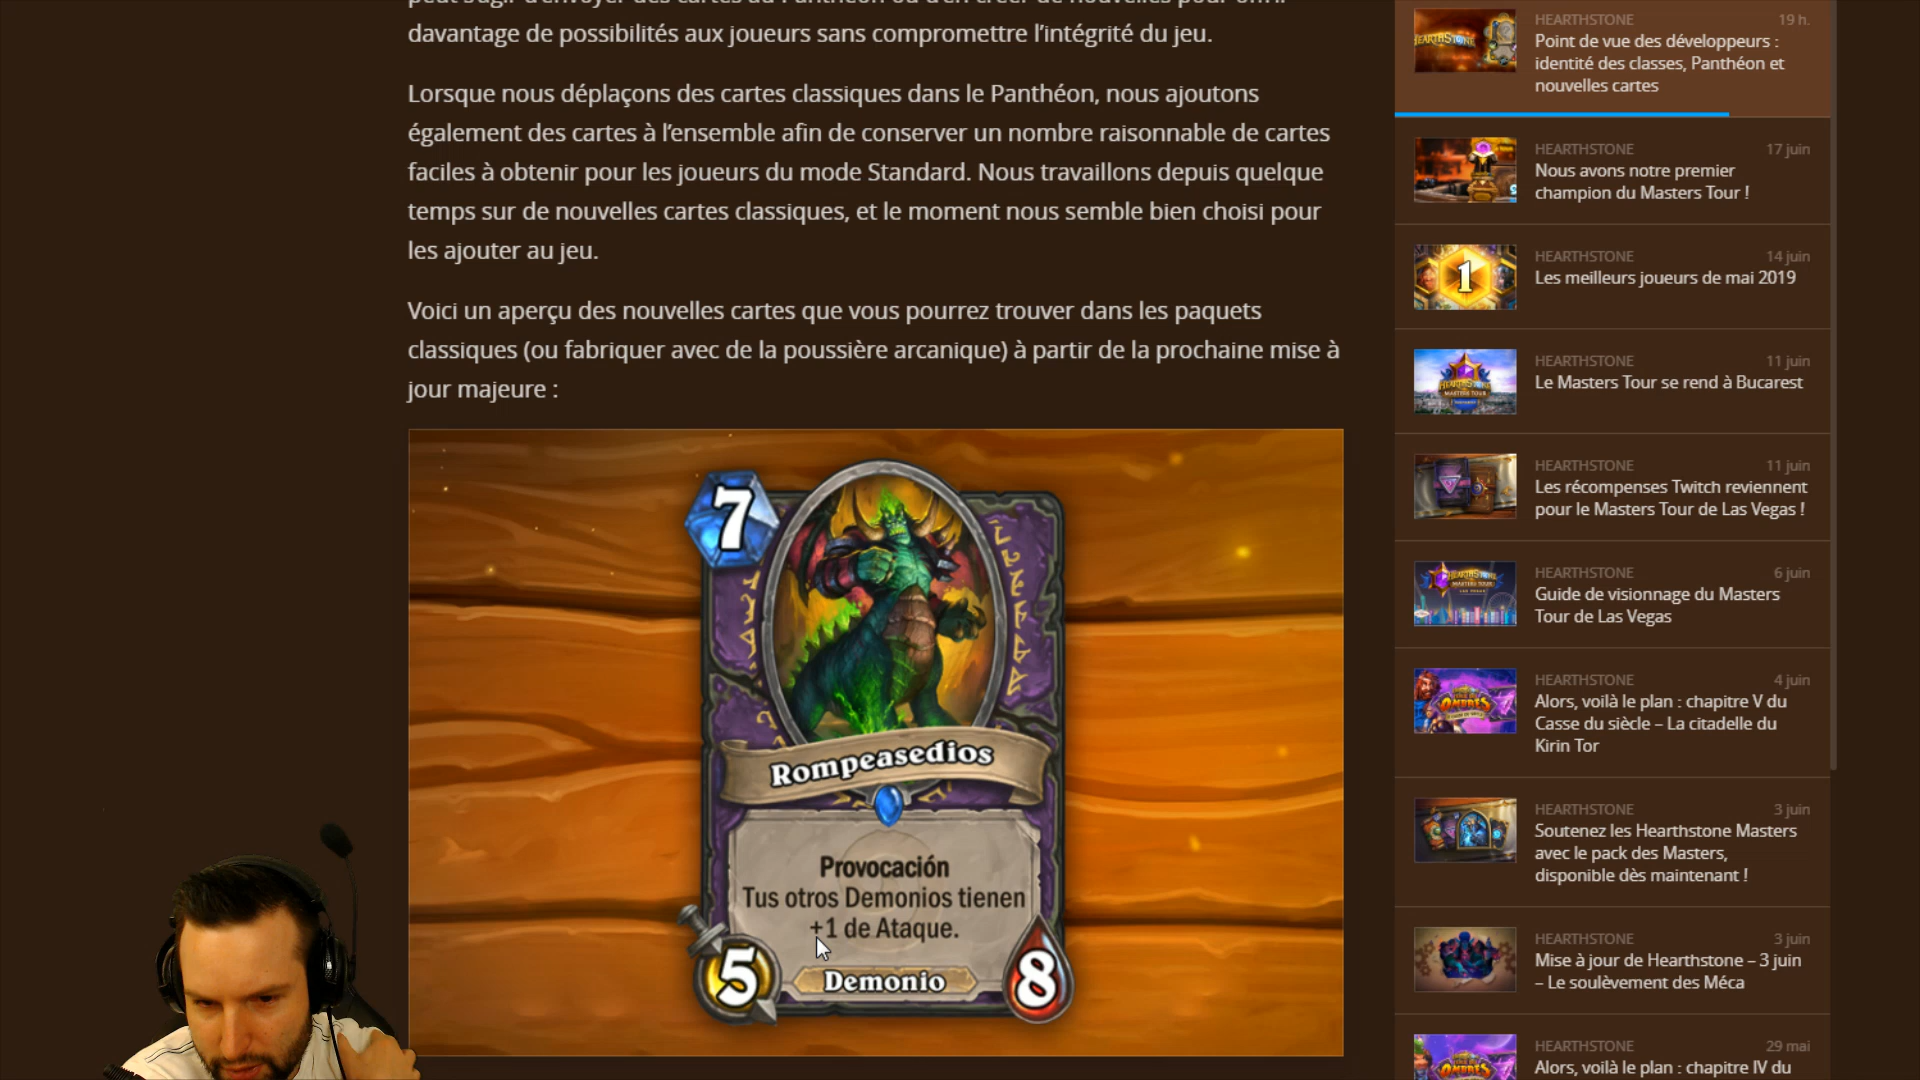 davantage de possibilités aux joueurs sans compromettre l'intégrité du jeu.
Lorsque nous déplaçons des cartes classiques dans le Panthéon, nous ajoutons
également des cartes à l'ensemble afin de conserver un nombre raisonnable de cartes
faciles à obtenir pour les joueurs du mode Standard. Nous travaillons depuis quelque
temps sur de nouvelles cartes classiques, et le moment nous semble bien choisi pour
les ajouter au jeu.
Voici un aperçu des nouvelles cartes que vous pourrez trouver dans les paquets
classiques (ou fabriquer avec de la poussière arcanique) à partir de la prochaine mise à
jour majeure :
7
Rompeasedios
Provocación
Tus otros Demonios tienen
+1 de Ataque.
5
Demonio
8
HEARTHSTONE 19 h.
Point de vue des développeurs :
identité des classes, Panthéon et
nouvelles cartes
HEARTHSTONE 17 juin
Nous avons notre premier
champion du Masters Tour !
1
HEARTHSTONE 14 juin
Les meilleurs joueurs de mai 2019
HEARTHSTONE 11 juin
Le Masters Tour se rend à Bucarest
HEARTHSTONE 11 juin
Les récompenses Twitch reviennent
pour le Masters Tour de Las Vegas !
HEARTHSTONE 6 juin
Guide de visionnage du Masters
Tour de Las Vegas
HEARTHSTONE 4 juin
Alors, voilà le plan : chapitre V du
Casse du siècle – La citadelle du
Kirin Tor
HEARTHSTONE 3 juin
Soutenez les Hearthstone Masters
avec le pack des Masters,
disponible dès maintenant !
HEARTHSTONE 3 juin
Mise à jour de Hearthstone – 3 juin
– Le soulèvement des Méca
HEARTHSTONE 29 mai
Alors, voilà le plan : chapitre IV du